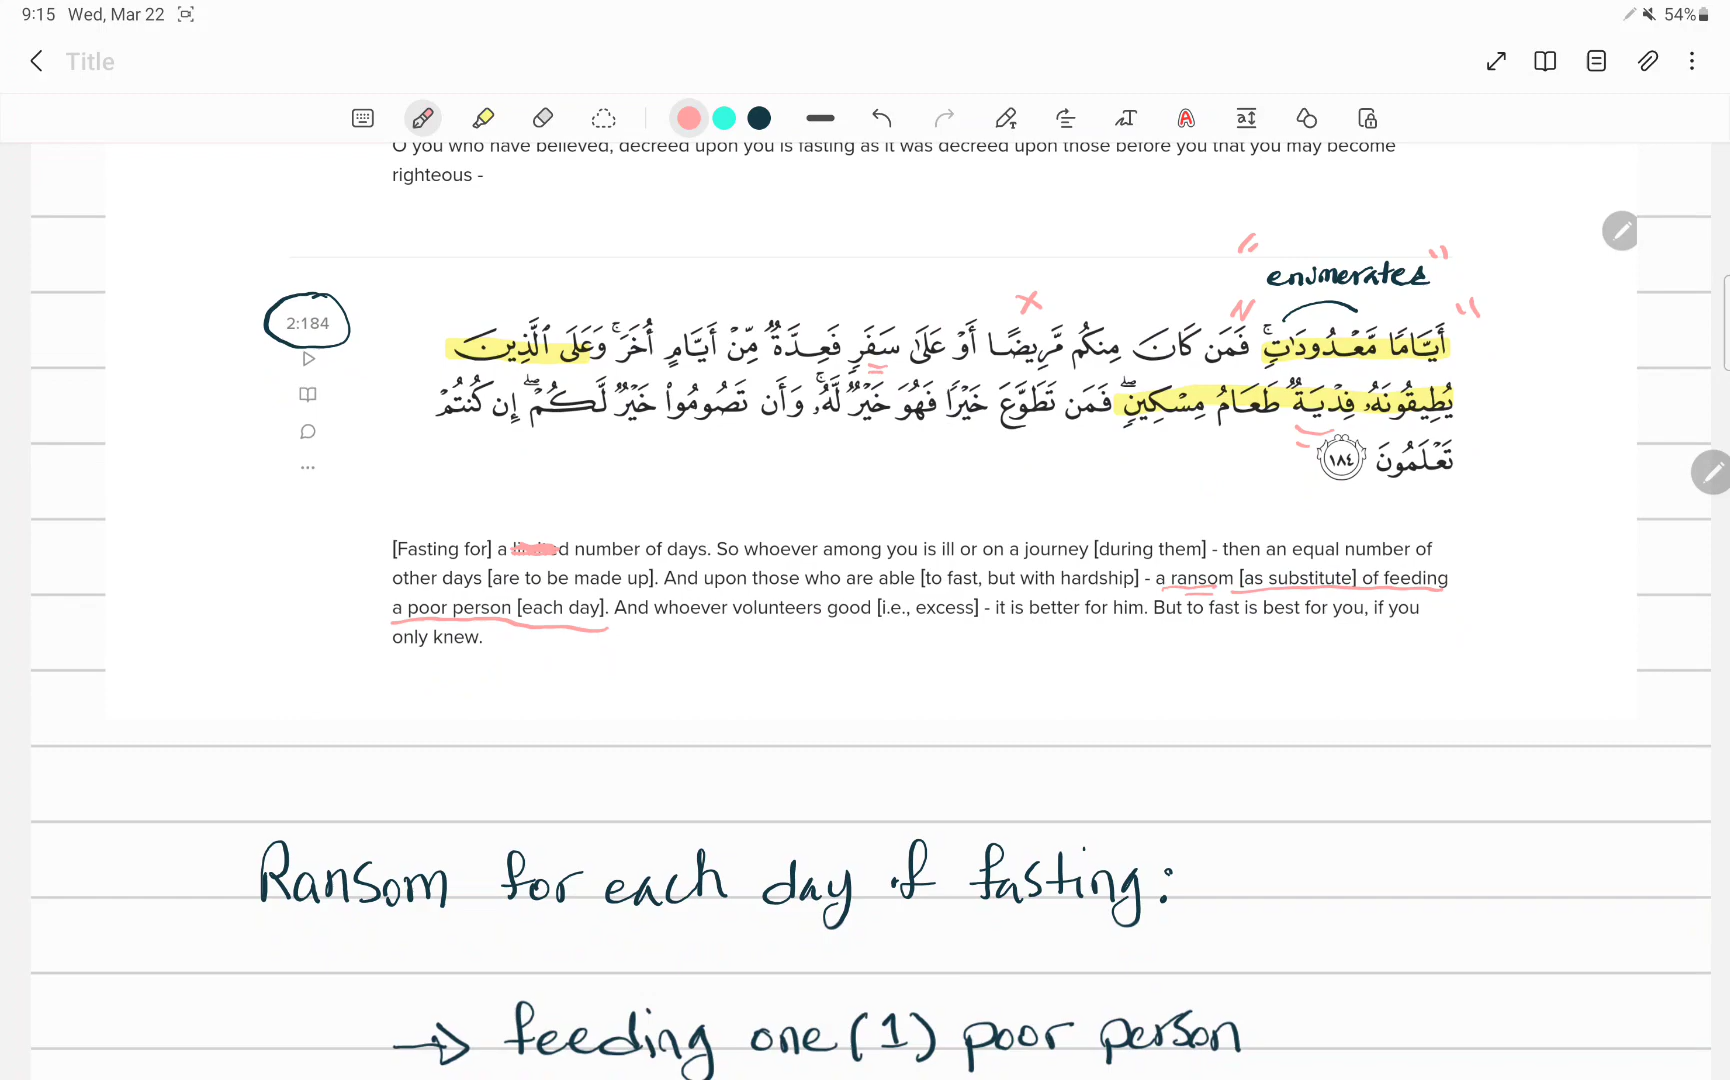 9:15 Wed, Mar 22
54%
Title
O you who have believed, decreed upon you is fasting as it was decreed upon those before you that you may become
righteous -
enumerates
2:184
أَيَّامًا مَّعْدُودَاتٍ ۚ فَمَن كَانَ مِنكُم مَّرِيضًا أَوْ عَلَىٰ سَفَرٍ فَعِدَّةٌ مِّنْ أَيَّامٍ أُخَرَ ۚ وَعَلَى ٱلَّذِينَ
يُطِيقُونَهُۥ فِدْيَةٌ طَعَامُ مِسْكِينٍ ۖ فَمَن تَطَوَّعَ خَيْرًا فَهُوَ خَيْرٌ لَّهُۥ ۚ وَأَن تَصُومُوا۟ خَيْرٌ لَّكُمْ ۖ إِن كُنتُمْ
تَعْلَمُونَ ١٨٤
[Fasting for] a number of days. So whoever among you is ill or on a journey [during them] - then an equal number of
other days [are to be made up]. And upon those who are able [to fast, but with hardship] - a ransom [as substitute] of feeding
a poor person [each day]. And whoever volunteers good [i.e., excess] - it is better for him. But to fast is best for you, if you
only knew.
Ransom for each day of fasting:
→ feeding one (1) poor person